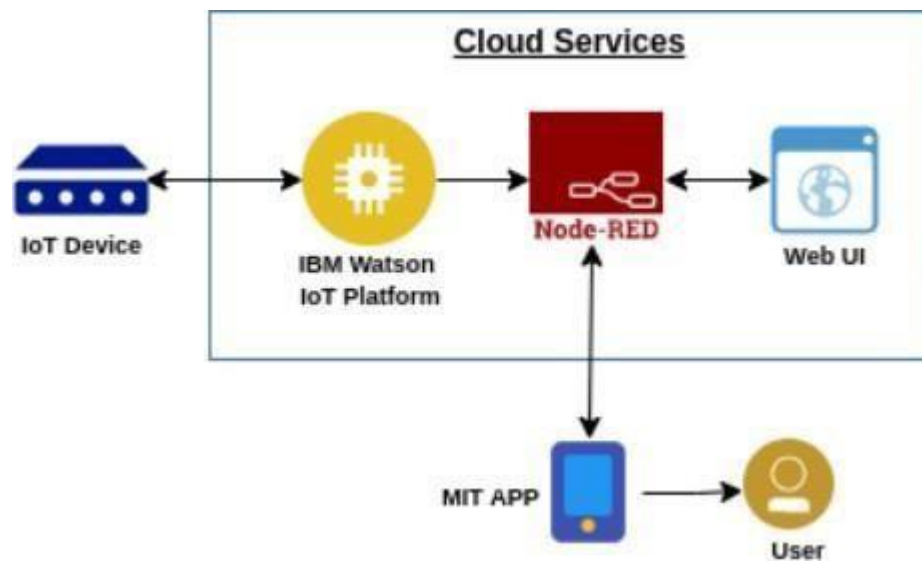 Cloud Services
IoT Device
IBM Watson
IoT Platform
Node-RED
Web UI
MIT APP
User